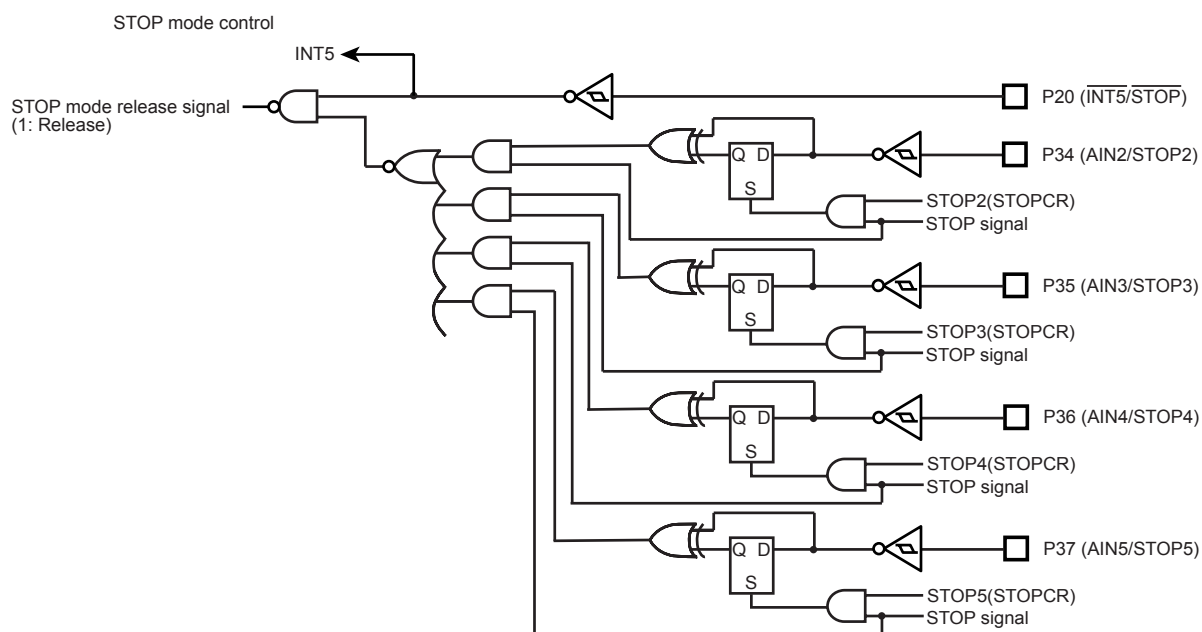 STOP mode control
INT5
STOP mode release signal
(1: Release)
P20 (INT5/STOP)
P34 (AIN2/STOP2)
Q D
S
STOP2(STOPCR)
STOP signal
P35 (AIN3/STOP3)
Q D
S
STOP3(STOPCR)
STOP signal
P36 (AIN4/STOP4)
Q D
S
STOP4(STOPCR)
STOP signal
P37 (AIN5/STOP5)
Q D
S
STOP5(STOPCR)
STOP signal